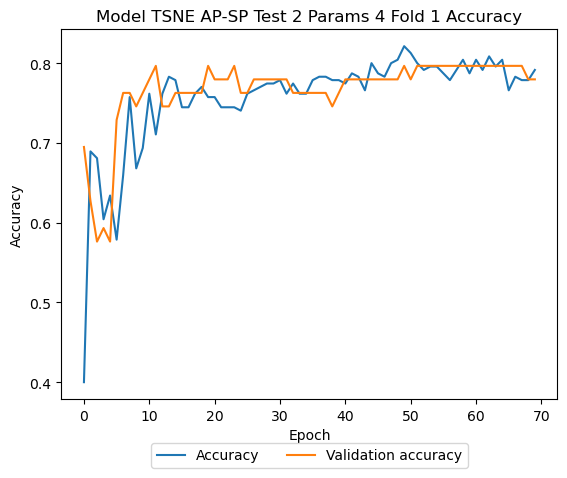 Model TSNE AP-SP Test 2 Params 4 Fold 1 Accuracy
0.8
0.7
0.6
0.5
0.4
Accuracy
0 10 20 30 40 50 60 70
Epoch
Accuracy Validation accuracy